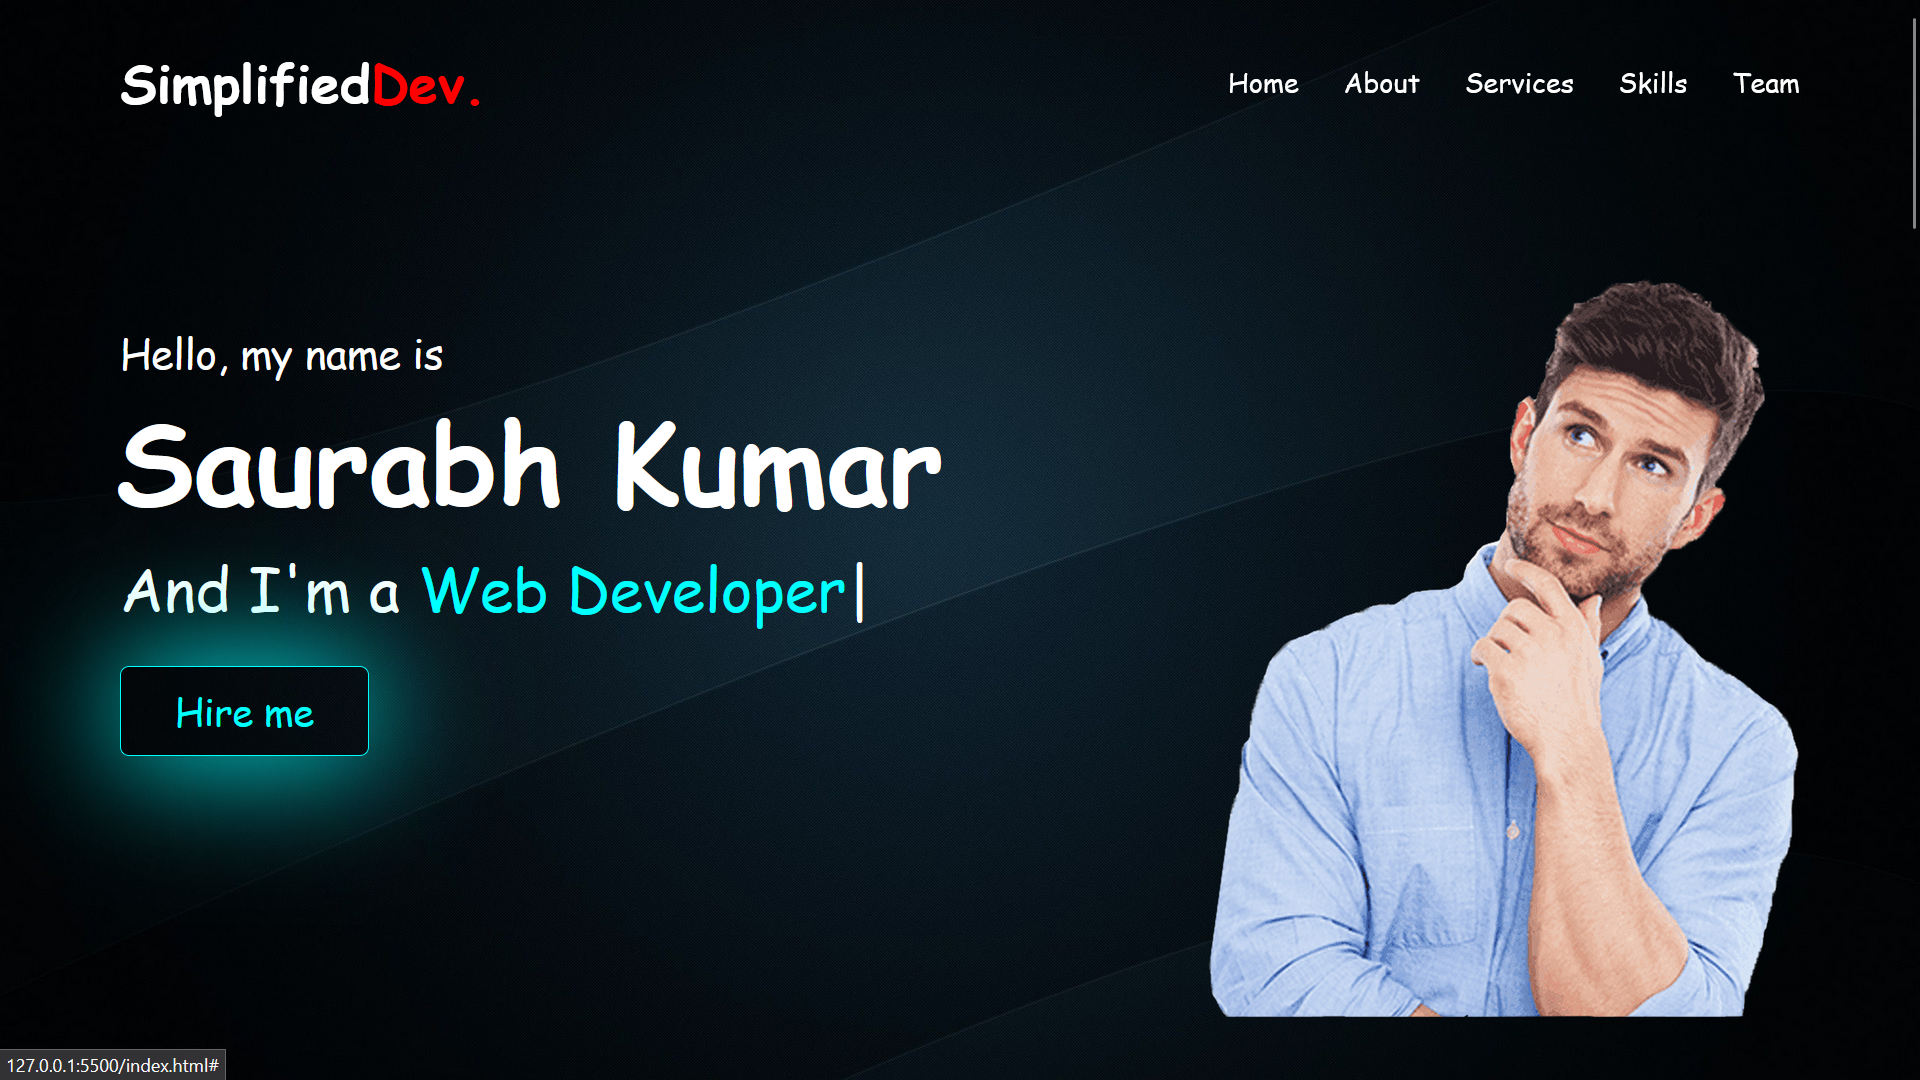 SimplifiedDev.
Home About Services Skills Team
Hello, my name is
Saurabh Kumar
And I'm a Web Developer|
Hire me
127.0.0.1:5500/index.html#